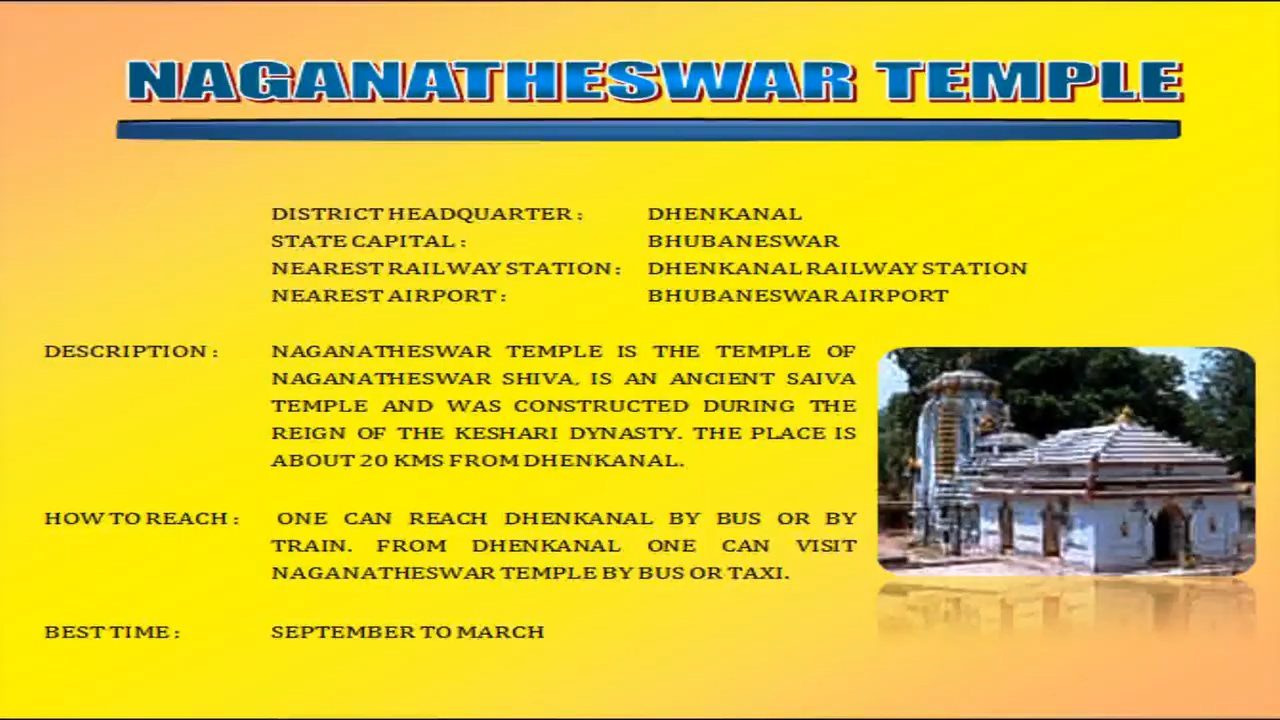 NAGANATHESWAR TEMPLE
DISTRICT HEADQUARTER : DHENKANAL
STATE CAPITAL : BHUBANESWAR
NEAREST RAILWAY STATION : DHENKANAL RAILWAY STATION
NEAREST AIRPORT : BHUBANESWAR AIRPORT
DESCRIPTION : NAGANATHESWAR TEMPLE IS THE TEMPLE OF
NAGANATHESWAR SHIVA, IS AN ANCIENT SAIVA
TEMPLE AND WAS CONSTRUCTED DURING THE
REIGN OF THE KESHARI DYNASTY. THE PLACE IS
ABOUT 20 KMS FROM DHENKANAL.
HOW TO REACH : ONE CAN REACH DHENKANAL BY BUS OR BY
TRAIN. FROM DHENKANAL ONE CAN VISIT
NAGANATHESWAR TEMPLE BY BUS OR TAXI.
BEST TIME : SEPTEMBER TO MARCH